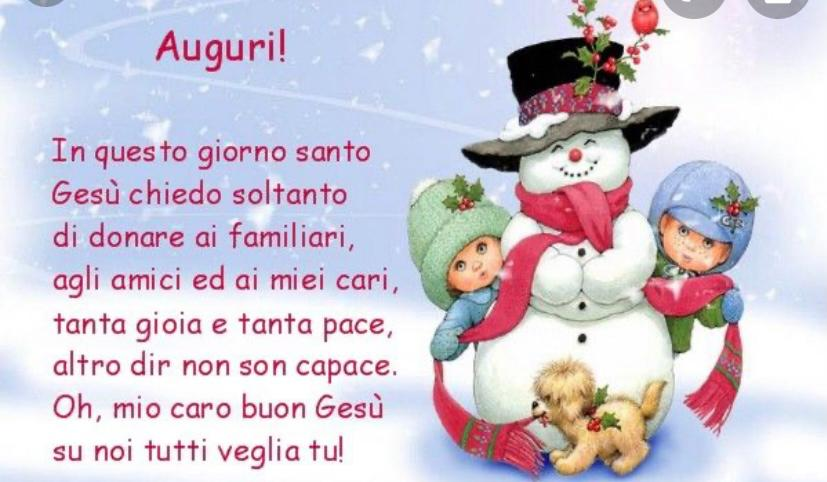 Auguri!
In questo giorno santo
Gesù chiedo soltanto
di donare ai familiari,
agli amici ed ai miei cari,
tanta gioia e tanta pace,
altro dir non son capace.
Oh, mio caro buon Gesù
su noi tutti veglia tu!